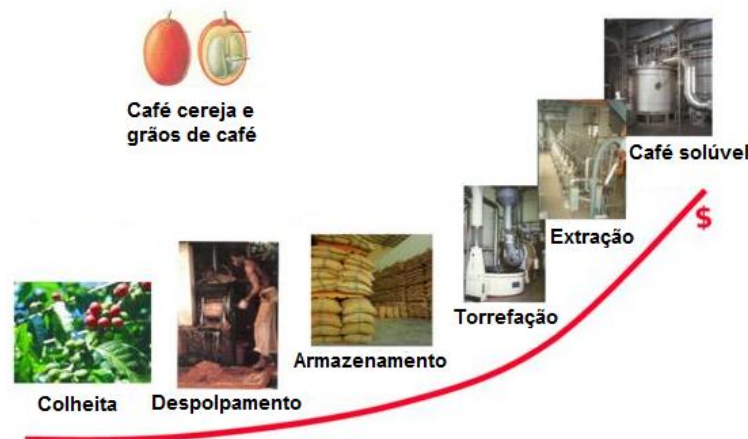 Café cereja e
grãos de café
Café solúvel
$
Extração
Torrefação
Armazenamento
Colheita
Despolpamento